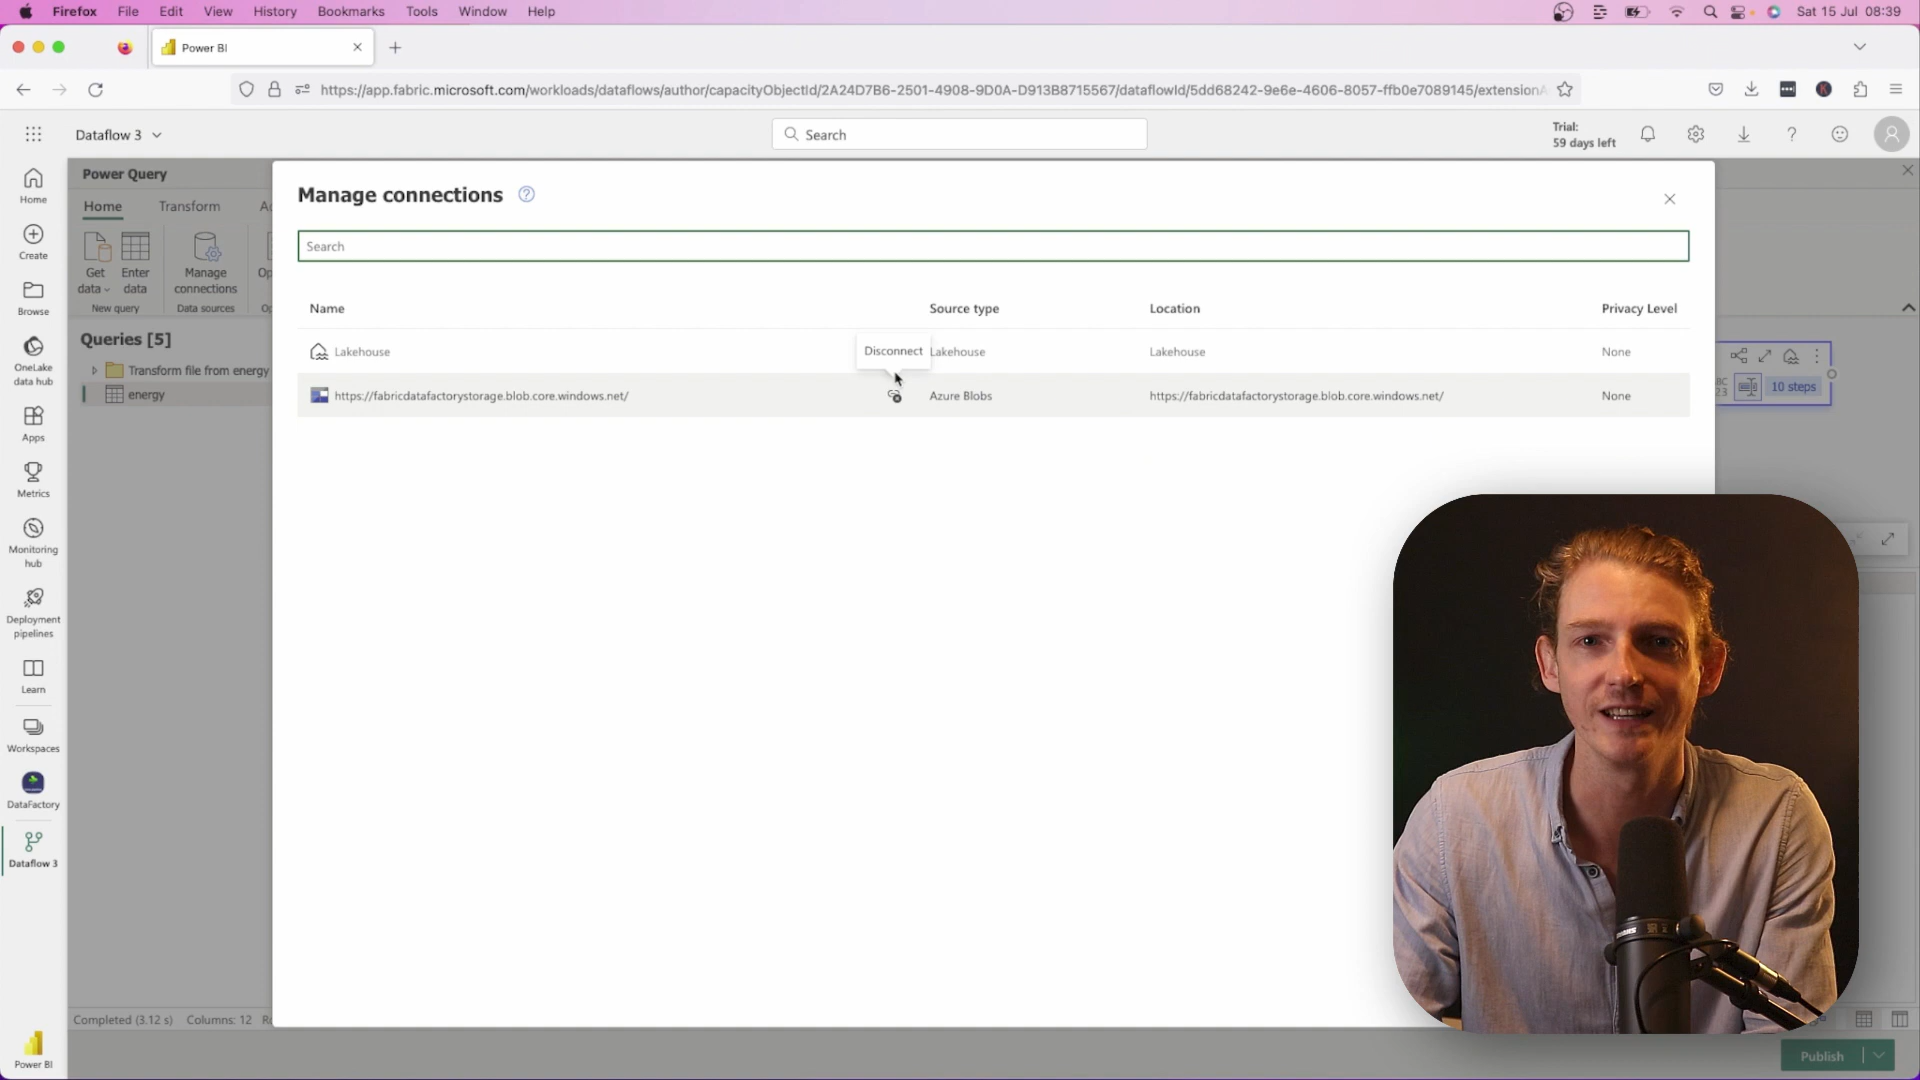 Firefox File Edit View History Bookmarks Tools Window Help Sat 15 Jul 08:39
Power BI
https://app.fabric.microsoft.com/workloads/dataflows/author/capacityObjectId/2A24D7B6-2501-4908-9D0A-D913B8715567/dataflowId/5dd68242-9e6e-4606-8057-ffb0e7089145/extensionA
Dataflow 3
Search
Trial:
59 days left
Home
Create
Browse
OneLake
data hub
Apps
Metrics
Monitoring
hub
Deployment
pipelines
Learn
Workspaces
DataFactory
Dataflow 3
Power BI
Power Query
Home Transform
Get
data
Enter
data
Manage
connections
New query Data sources
Queries [5]
Transform file from energy
energy
Manage connections
Search
Name Source type Location Privacy Level
Lakehouse Lakehouse Lakehouse None
Disconnect
https://fabricdatafactorystorage.blob.core.windows.net/ Azure Blobs https://fabricdatafactorystorage.blob.core.windows.net/ None
10 steps
Completed (3.12 s) Columns: 12
Publish